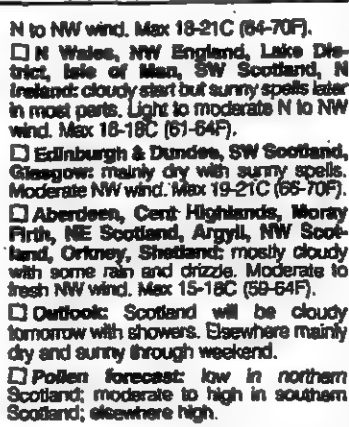 N to NW wind. Max 18-21C (64-70F).
☐ N Wales, NW England, Lake Dis-
trict, Isle of Man, SW Scotland, N
Ireland: cloudy start but sunny spells later
in most parts. Light to moderate N to NW
wind. Max 16-18C (61-64F).
☐ Edinburgh & Dundee, SW Scotland,
Glasgow: mainly dry with sunny spells.
Moderate NW wind. Max 19-21C (66-70F).
☐ Aberdeen, Cent Highlands, Moray
Firth, NE Scotland, Argyll, NW Scot-
land, Orkney, Shetland: mostly cloudy
with some rain and drizzle. Moderate to
fresh NW wind. Max 15-18C (59-64F).
☐ Outlook: Scotland will be cloudy
tomorrow with showers. Elsewhere mainly
dry and sunny through weekend.
☐ Pollen forecast: low in northern
Scotland; moderate to high in southern
Scotland; elsewhere high.